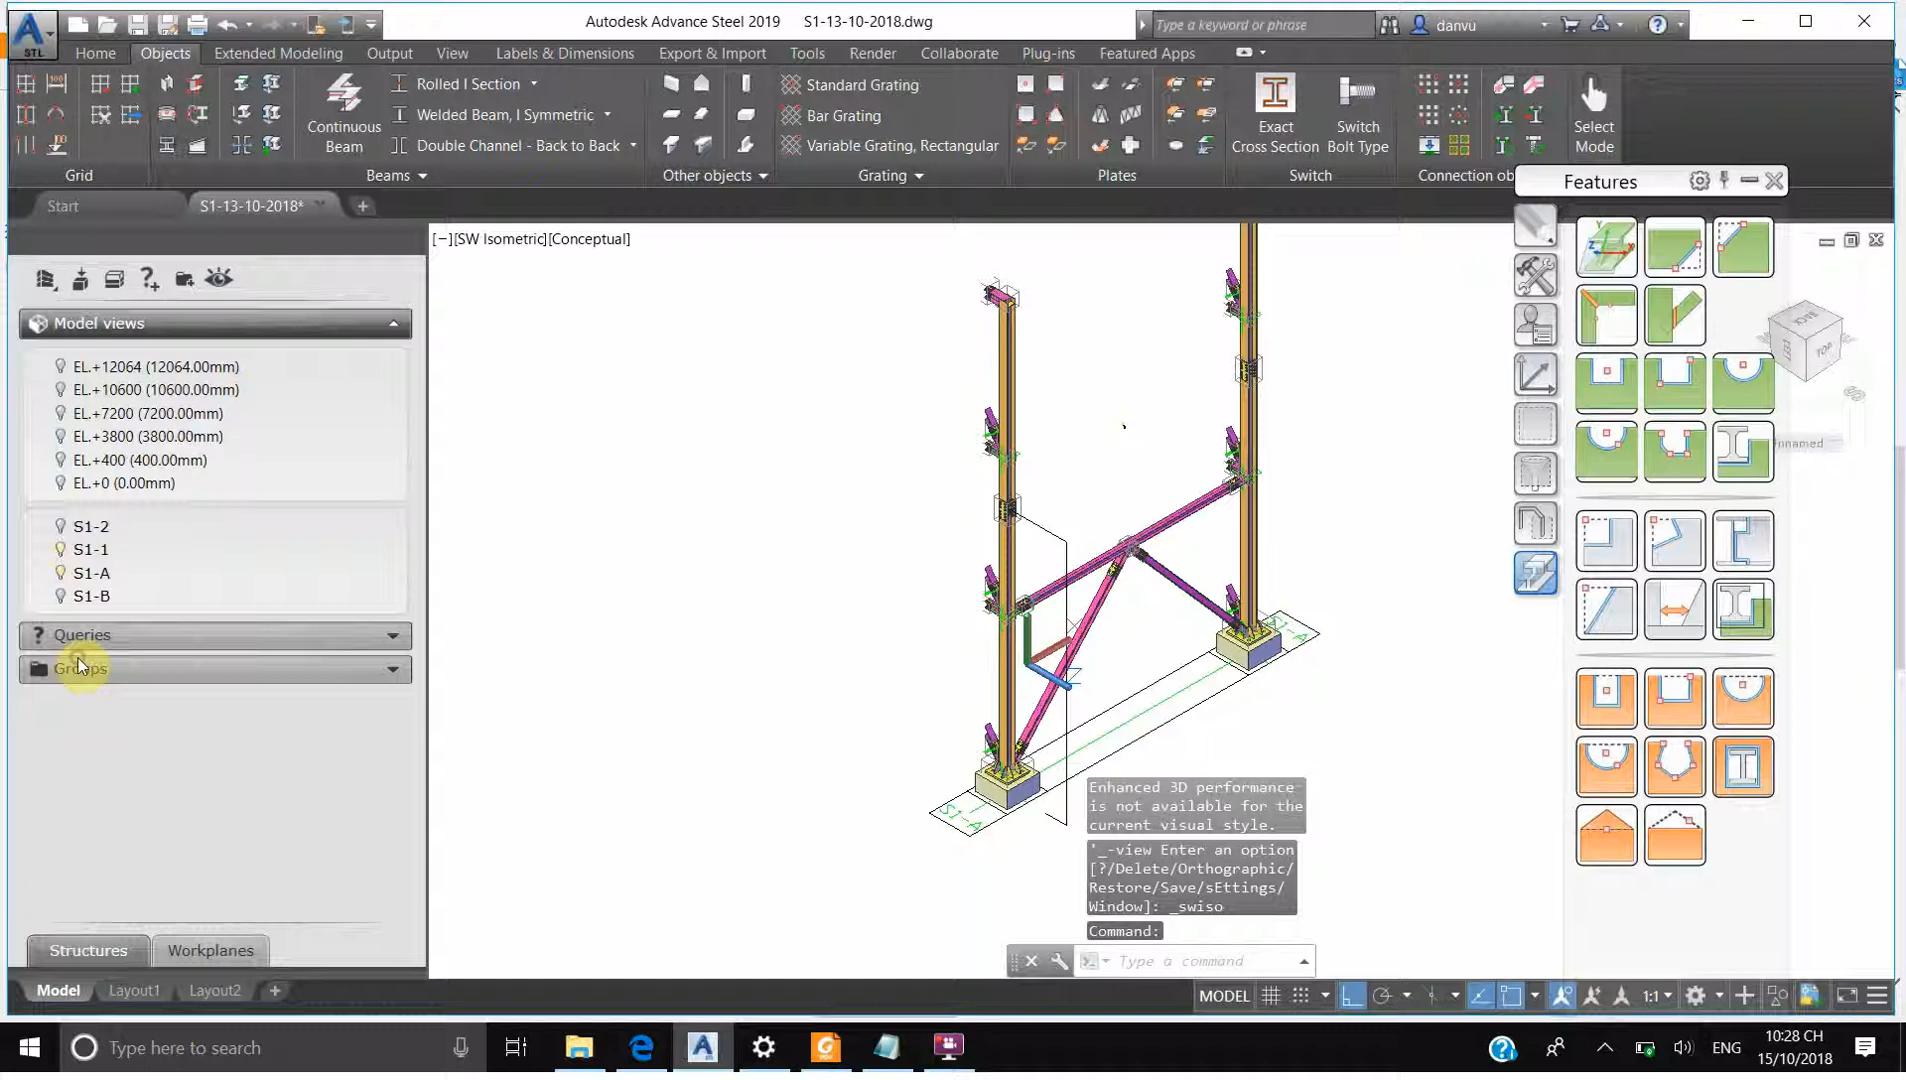 Autodesk Advance Steel 2019 S1-13-10-2018.dwg
Type a keyword or phrase
danvu
STL
Home Objects Extended Modeling Output View Labels & Dimensions Export & Import Tools Render Collaborate Plug-ins Featured Apps
Continuous Beam
Rolled I Section
Welded Beam, I Symmetric
Double Channel - Back to Back
Standard Grating
Bar Grating
Variable Grating, Rectangular
Exact Cross Section
Switch Bolt Type
Select Mode
Grid Beams Other objects Grating Plates Switch Connection ob
Features
Start S1-13-10-2018*
[−][SW Isometric][Conceptual]
Model views
EL.+12064 (12064.00mm)
EL.+10600 (10600.00mm)
EL.+7200 (7200.00mm)
EL.+3800 (3800.00mm)
EL.+400 (400.00mm)
EL.+0 (0.00mm)
S1-2
S1-1
S1-A
S1-B
Queries
Groups
TOP
Unnamed
S1-A
S1-A
Enhanced 3D performance
is not available for the
current visual style.
'_-view Enter an option
[?/Delete/Orthographic/
Restore/Save/sEttings/
Window]: _swiso
Command:
Type a command
Structures Workplanes
Model Layout1 Layout2
MODEL 1:1
Type here to search
ENG
10:28 CH
15/10/2018